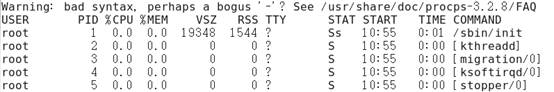 Warning: bad syntax, perhaps a bogus '-'? See /usr/share/doc/procps-3.2.8/FAQ
USER PID %CPU %MEM VSZ RSS TTY STAT START TIME COMMAND
root 1 0.0 0.0 19348 1544 ? Ss 10:55 0:01 /sbin/init
root 2 0.0 0.0 0 0 ? S 10:55 0:00 [kthreadd]
root 3 0.0 0.0 0 0 ? S 10:55 0:00 [migration/0]
root 4 0.0 0.0 0 0 ? S 10:55 0:00 [ksoftirqd/0]
root 5 0.0 0.0 0 0 ? S 10:55 0:00 [stopper/0]